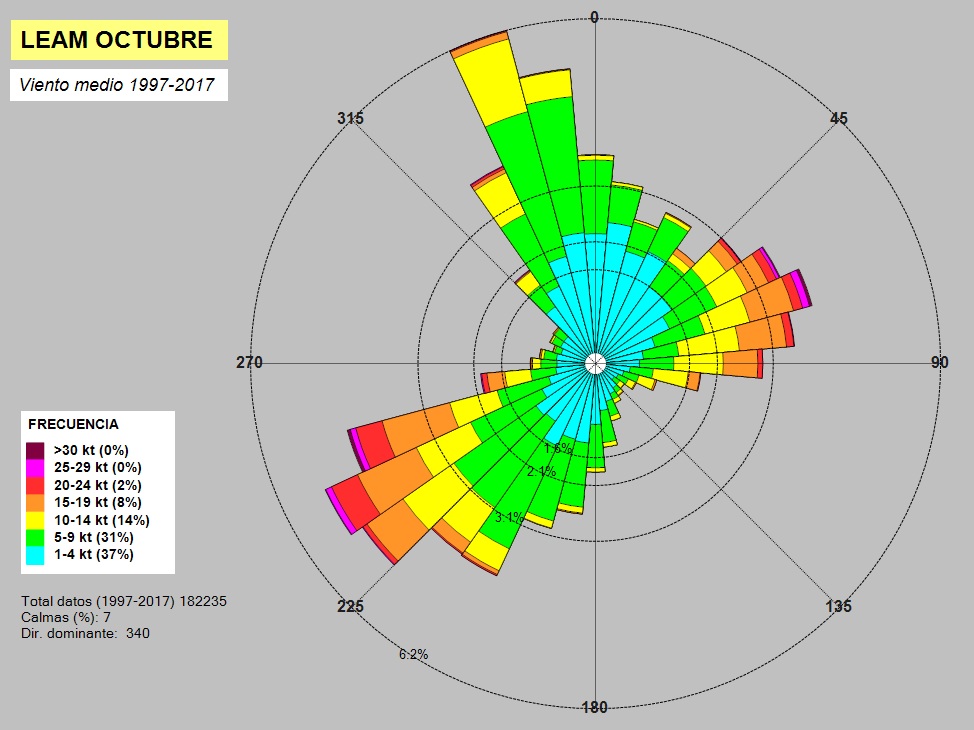 LEAM OCTUBRE
Viento medio 1997-2017
0
315
45
270
90
FRECUENCIA
>30 kt (0%)
25-29 kt (0%)
20-24 kt (2%)
15-19 kt (8%)
10-14 kt (14%)
5-9 kt (31%)
1-4 kt (37%)
1.6%
2.1%
3.1%
Total datos (1997-2017) 182235
Calmas (%): 7
Dir. dominante: 340
225
135
6.2%
180